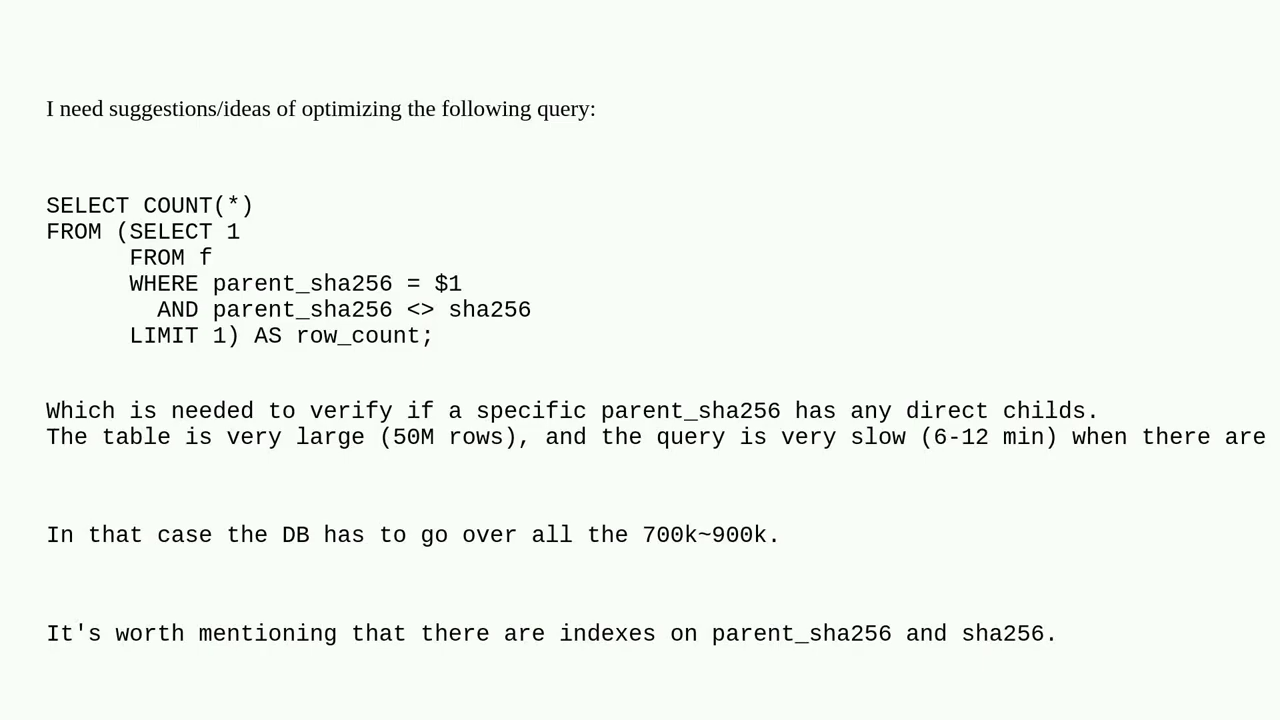 I need suggestions/ideas of optimizing the following query:
SELECT COUNT(*)
FROM (SELECT 1
      FROM f
      WHERE parent_sha256 = $1
        AND parent_sha256 <> sha256
      LIMIT 1) AS row_count;
Which is needed to verify if a specific parent_sha256 has any direct childs.
The table is very large (50M rows), and the query is very slow (6-12 min) when there are
In that case the DB has to go over all the 700k~900k.
It's worth mentioning that there are indexes on parent_sha256 and sha256.